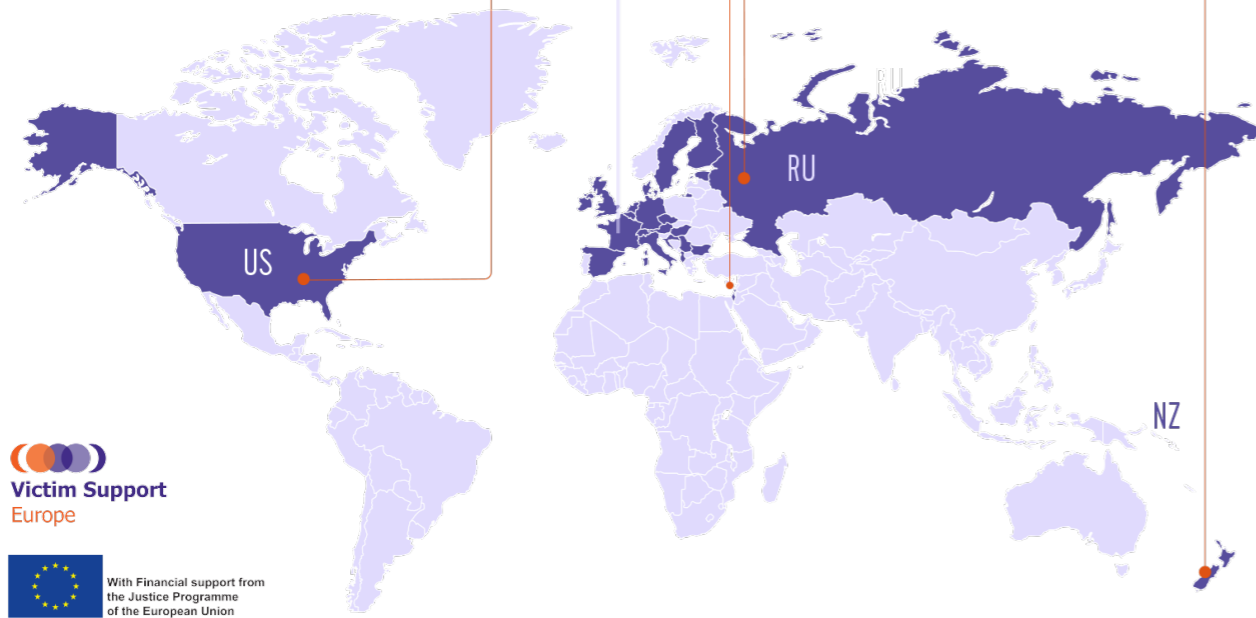 RU
RU
US
NZ
Victim Support
Europe
With Financial support from
the Justice Programme
of the European Union